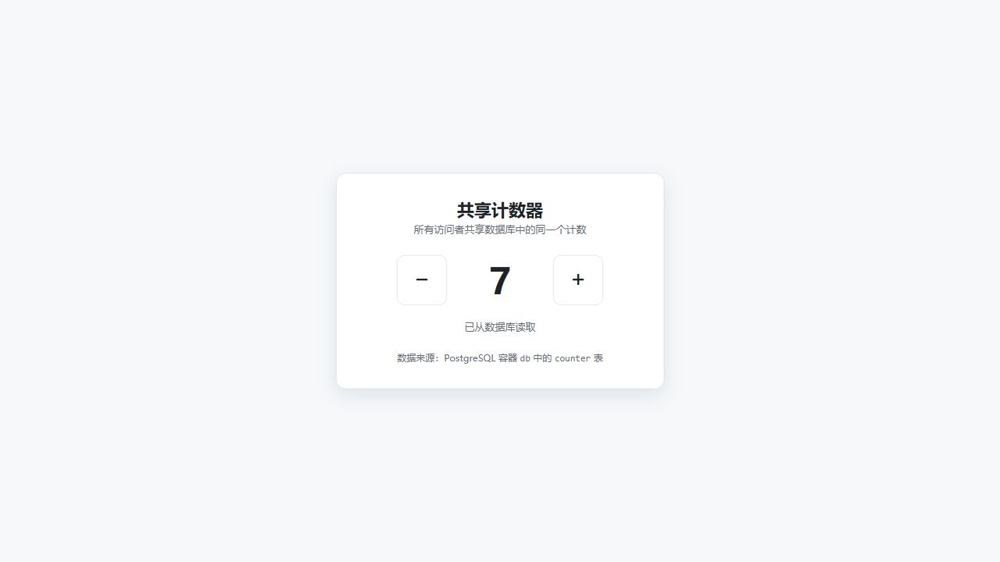 共享计数器
所有访问者共享数据库中的同一个计数
− 7 +
已从数据库读取
数据来源：PostgreSQL 容器 db 中的 counter 表